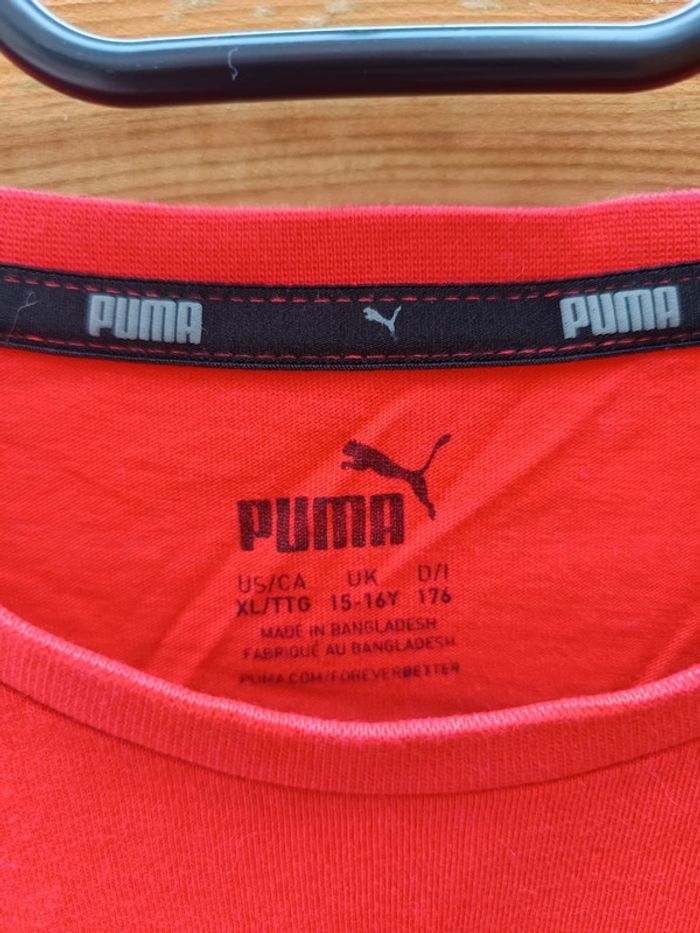 PUMA PUMA
PUMA
US/CA UK D/I
XL/TTG 15-16Y 176
MADE IN BANGLADESH
FABRIQUÉ AU BANGLADESH
PUMA.COM/FOREVERBETTER